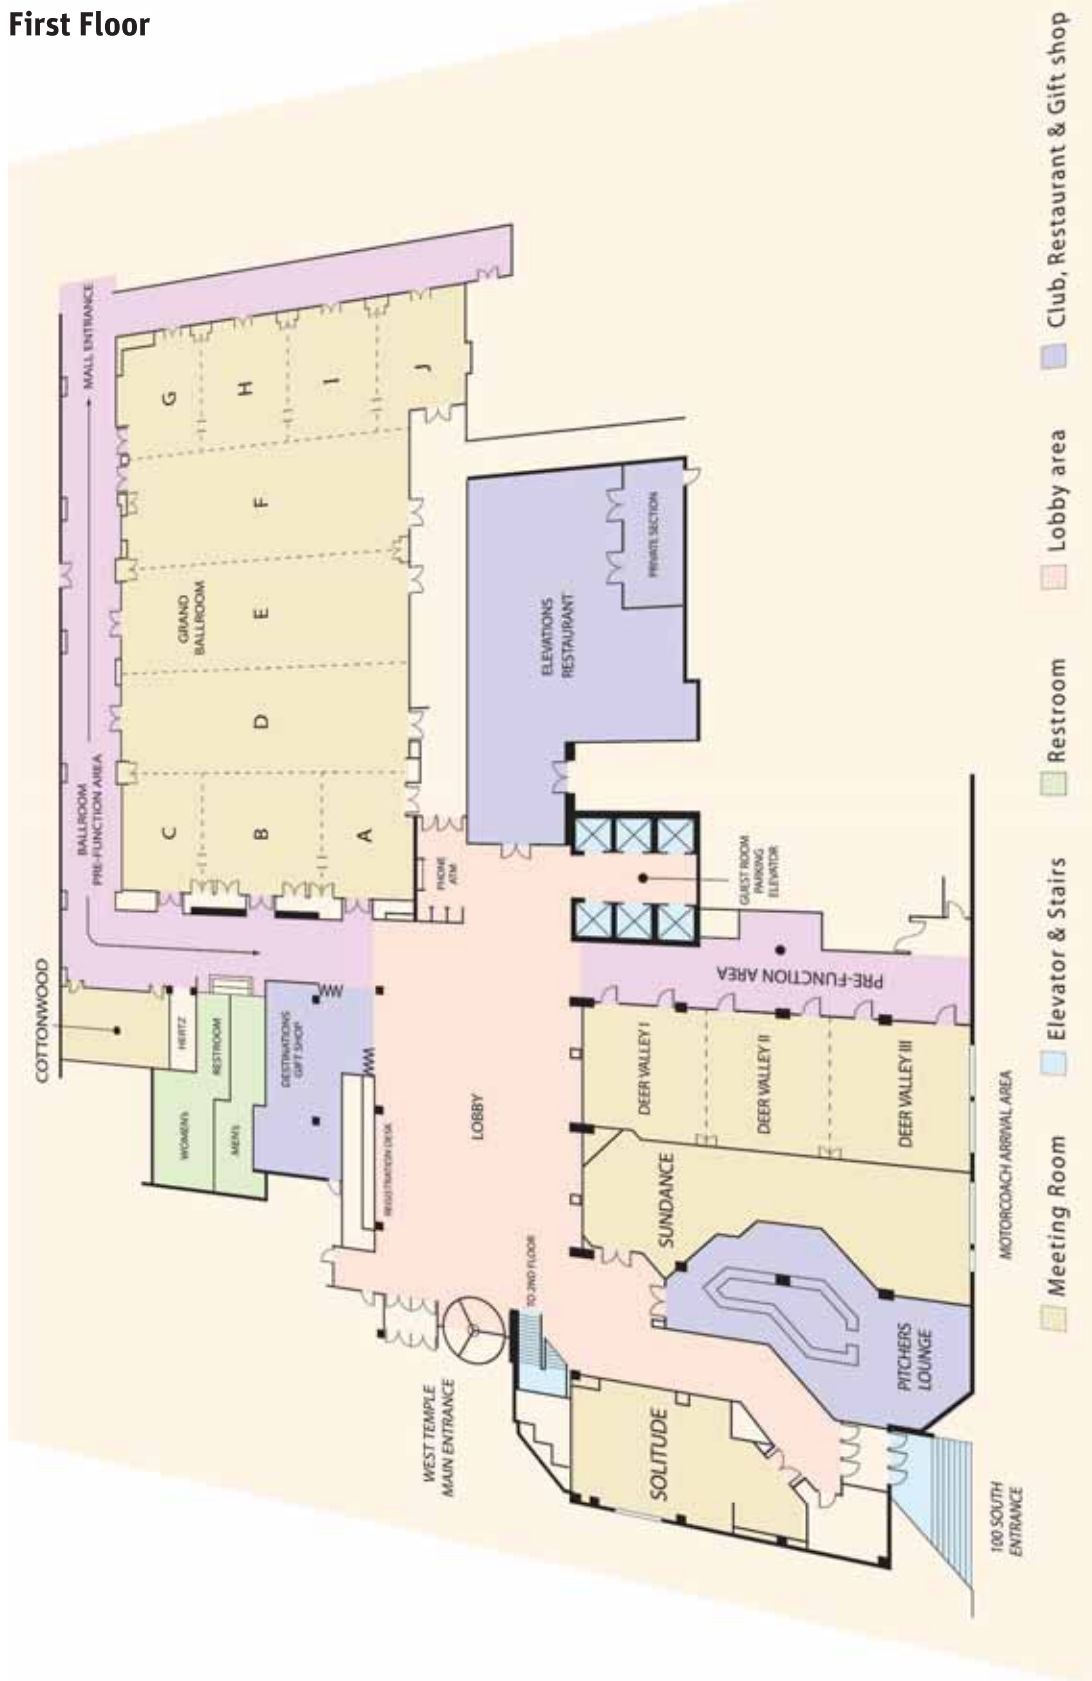 First Floor
COTTONWOOD
BALLROOM
PRE-FUNCTION AREA
MALL ENTRANCE
HERTZ
WOMEN'S
RESTROOM
MEN'S
DESTINATIONS
GIFT SHOP
C
B
A
D
E
F
G
H
I
J
GRAND
BALLROOM
PHONE
ATM
ELEVATIONS
RESTAURANT
PRIVATE SECTION
REGISTRATION DESK
LOBBY
WEST TEMPLE
MAIN ENTRANCE
TO 2ND FLOOR
GUEST ROOM
PARKING
ELEVATOR
PRE-FUNCTION AREA
SOLITUDE
SUNDANCE
DEER VALLEY I
DEER VALLEY II
DEER VALLEY III
PITCHERS
LOUNGE
100 SOUTH
ENTRANCE
MOTORCOACH ARRIVAL AREA
Meeting Room
Elevator & Stairs
Restroom
Lobby area
Club, Restaurant & Gift shop